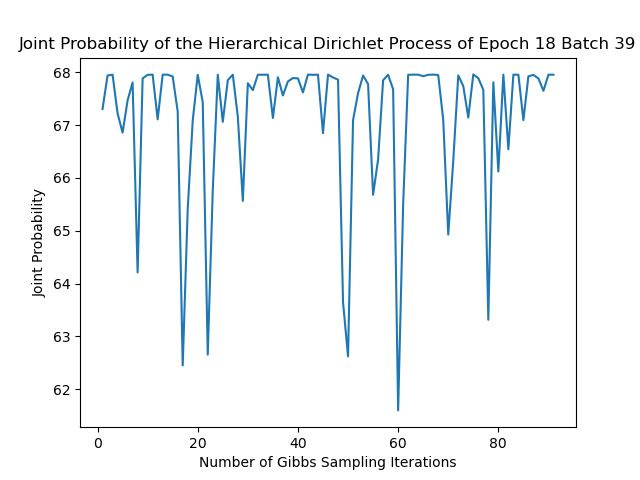 Joint Probability of the Hierarchical Dirichlet Process of Epoch 18 Batch 39
68
67
66
65
64
63
62
Joint Probability
0 20 40 60 80
Number of Gibbs Sampling Iterations